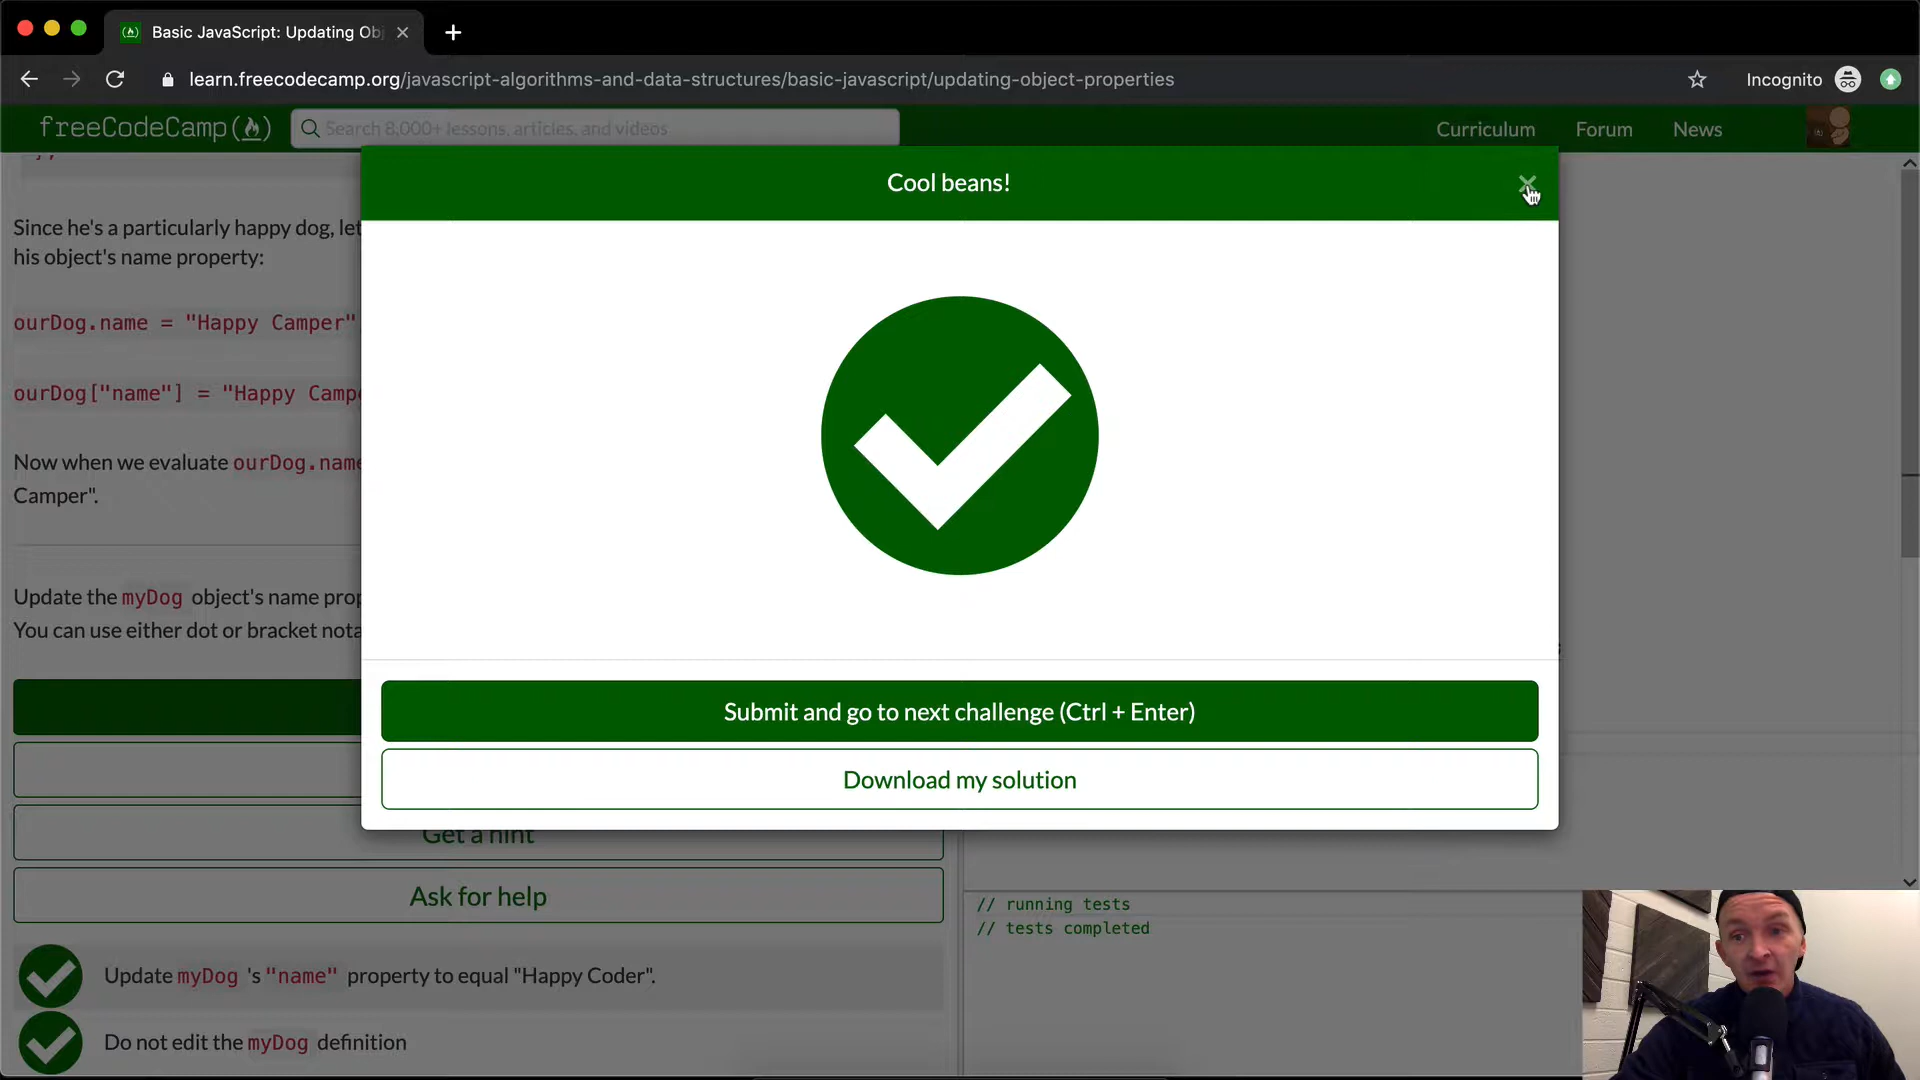 Basic JavaScript: Updating Obj
learn.freecodecamp.org/javascript-algorithms-and-data-structures/basic-javascript/updating-object-properties
Incognito
freeCodeCamp
Search 8,000+ lessons, articles, and videos
Curriculum
Forum
News
Cool beans!
Since he's a particularly happy dog, let
his object's name property:
ourDog.name = "Happy Camper"
ourDog["name"] = "Happy Campe
Now when we evaluate ourDog.name
Camper".
Update the myDog object's name prop
You can use either dot or bracket nota
Submit and go to next challenge (Ctrl + Enter)
Download my solution
Get a hint
Ask for help
// running tests
// tests completed
Update myDog 's "name" property to equal "Happy Coder".
Do not edit the myDog definition